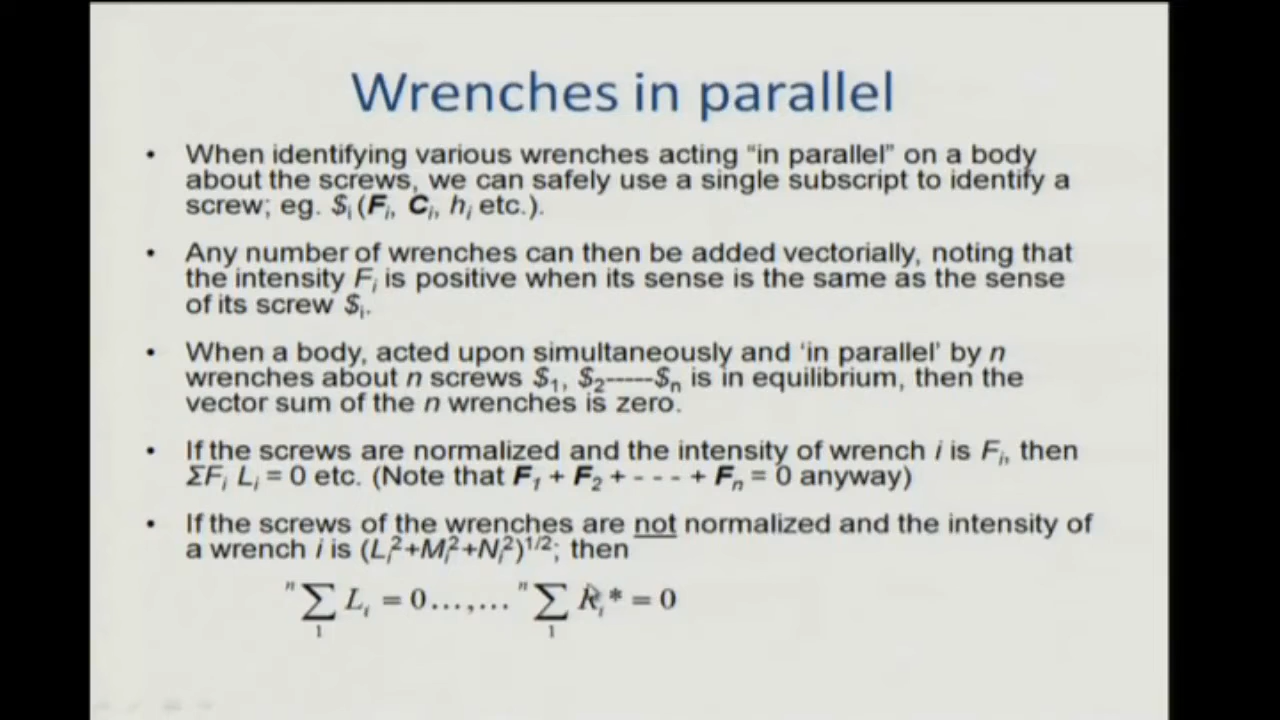 Wrenches in parallel
• When identifying various wrenches acting “in parallel” on a body
about the screws, we can safely use a single subscript to identify a
screw; eg. $i (Fi, Ci, hi etc.).
• Any number of wrenches can then be added vectorially, noting that
the intensity Fi is positive when its sense is the same as the sense
of its screw $i.
• When a body, acted upon simultaneously and ‘in parallel’ by n
wrenches about n screws $1, $2-----$n is in equilibrium, then the
vector sum of the n wrenches is zero.
• If the screws are normalized and the intensity of wrench i is Fi, then
ΣFi Li = 0 etc. (Note that F1 + F2 + - - - + Fn = 0 anyway)
• If the screws of the wrenches are not normalized and the intensity of
a wrench i is (Li²+Mi²+Ni²)1/2; then
n∑1 Li = 0...,... n∑1 Ri* = 0